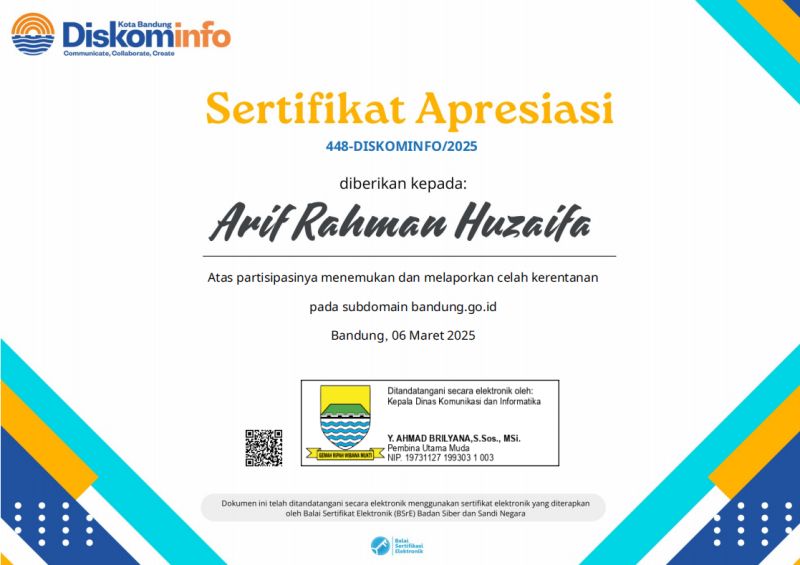 Kota Bandung
Diskominfo
Communicate, Collaborate, Create
Sertifikat Apresiasi
448-DISKOMINFO/2025
diberikan kepada:
Arif Rahman Huzaifa
Atas partisipasinya menemukan dan melaporkan celah kerentanan
pada subdomain bandung.go.id
Bandung, 06 Maret 2025
Ditandatangani secara elektronik oleh:
Kepala Dinas Komunikasi dan Informatika
GEMAH RIPAH WIBAWA MUKTI
Y. AHMAD BRILYANA,S.Sos., MSi.
Pembina Utama Muda
NIP. 19731127 199303 1 003
Dokumen ini telah ditandatangani secara elektronik menggunakan sertifikat elektronik yang diterapkan
oleh Balai Sertifikat Elektronik (BSrE) Badan Siber dan Sandi Negara
Balai
Sertifikasi
Elektronik